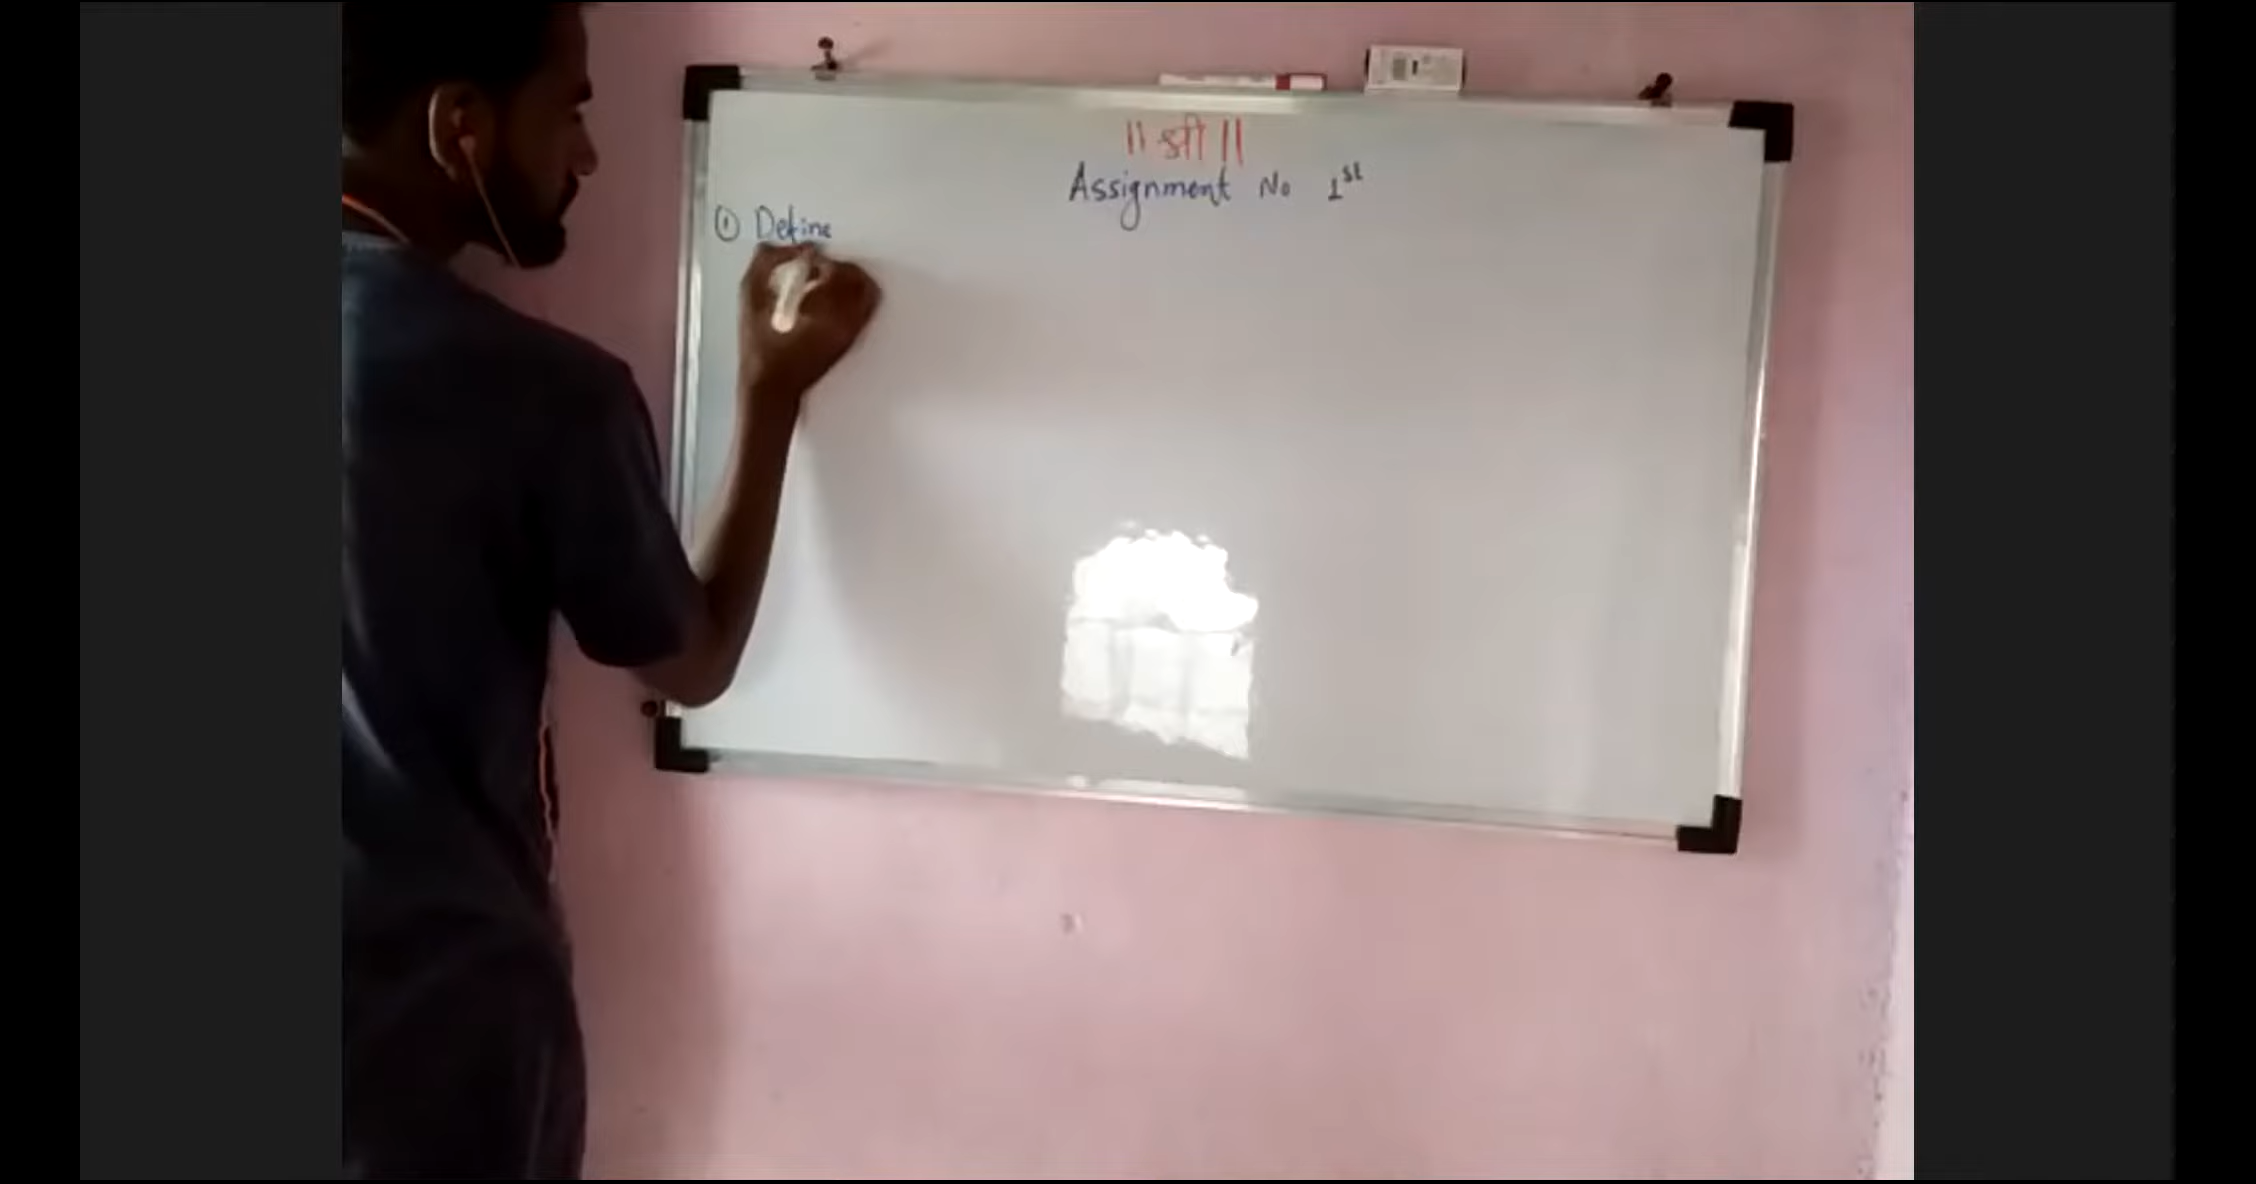 ॥ श्री ॥
Assignment No 1st
① Define